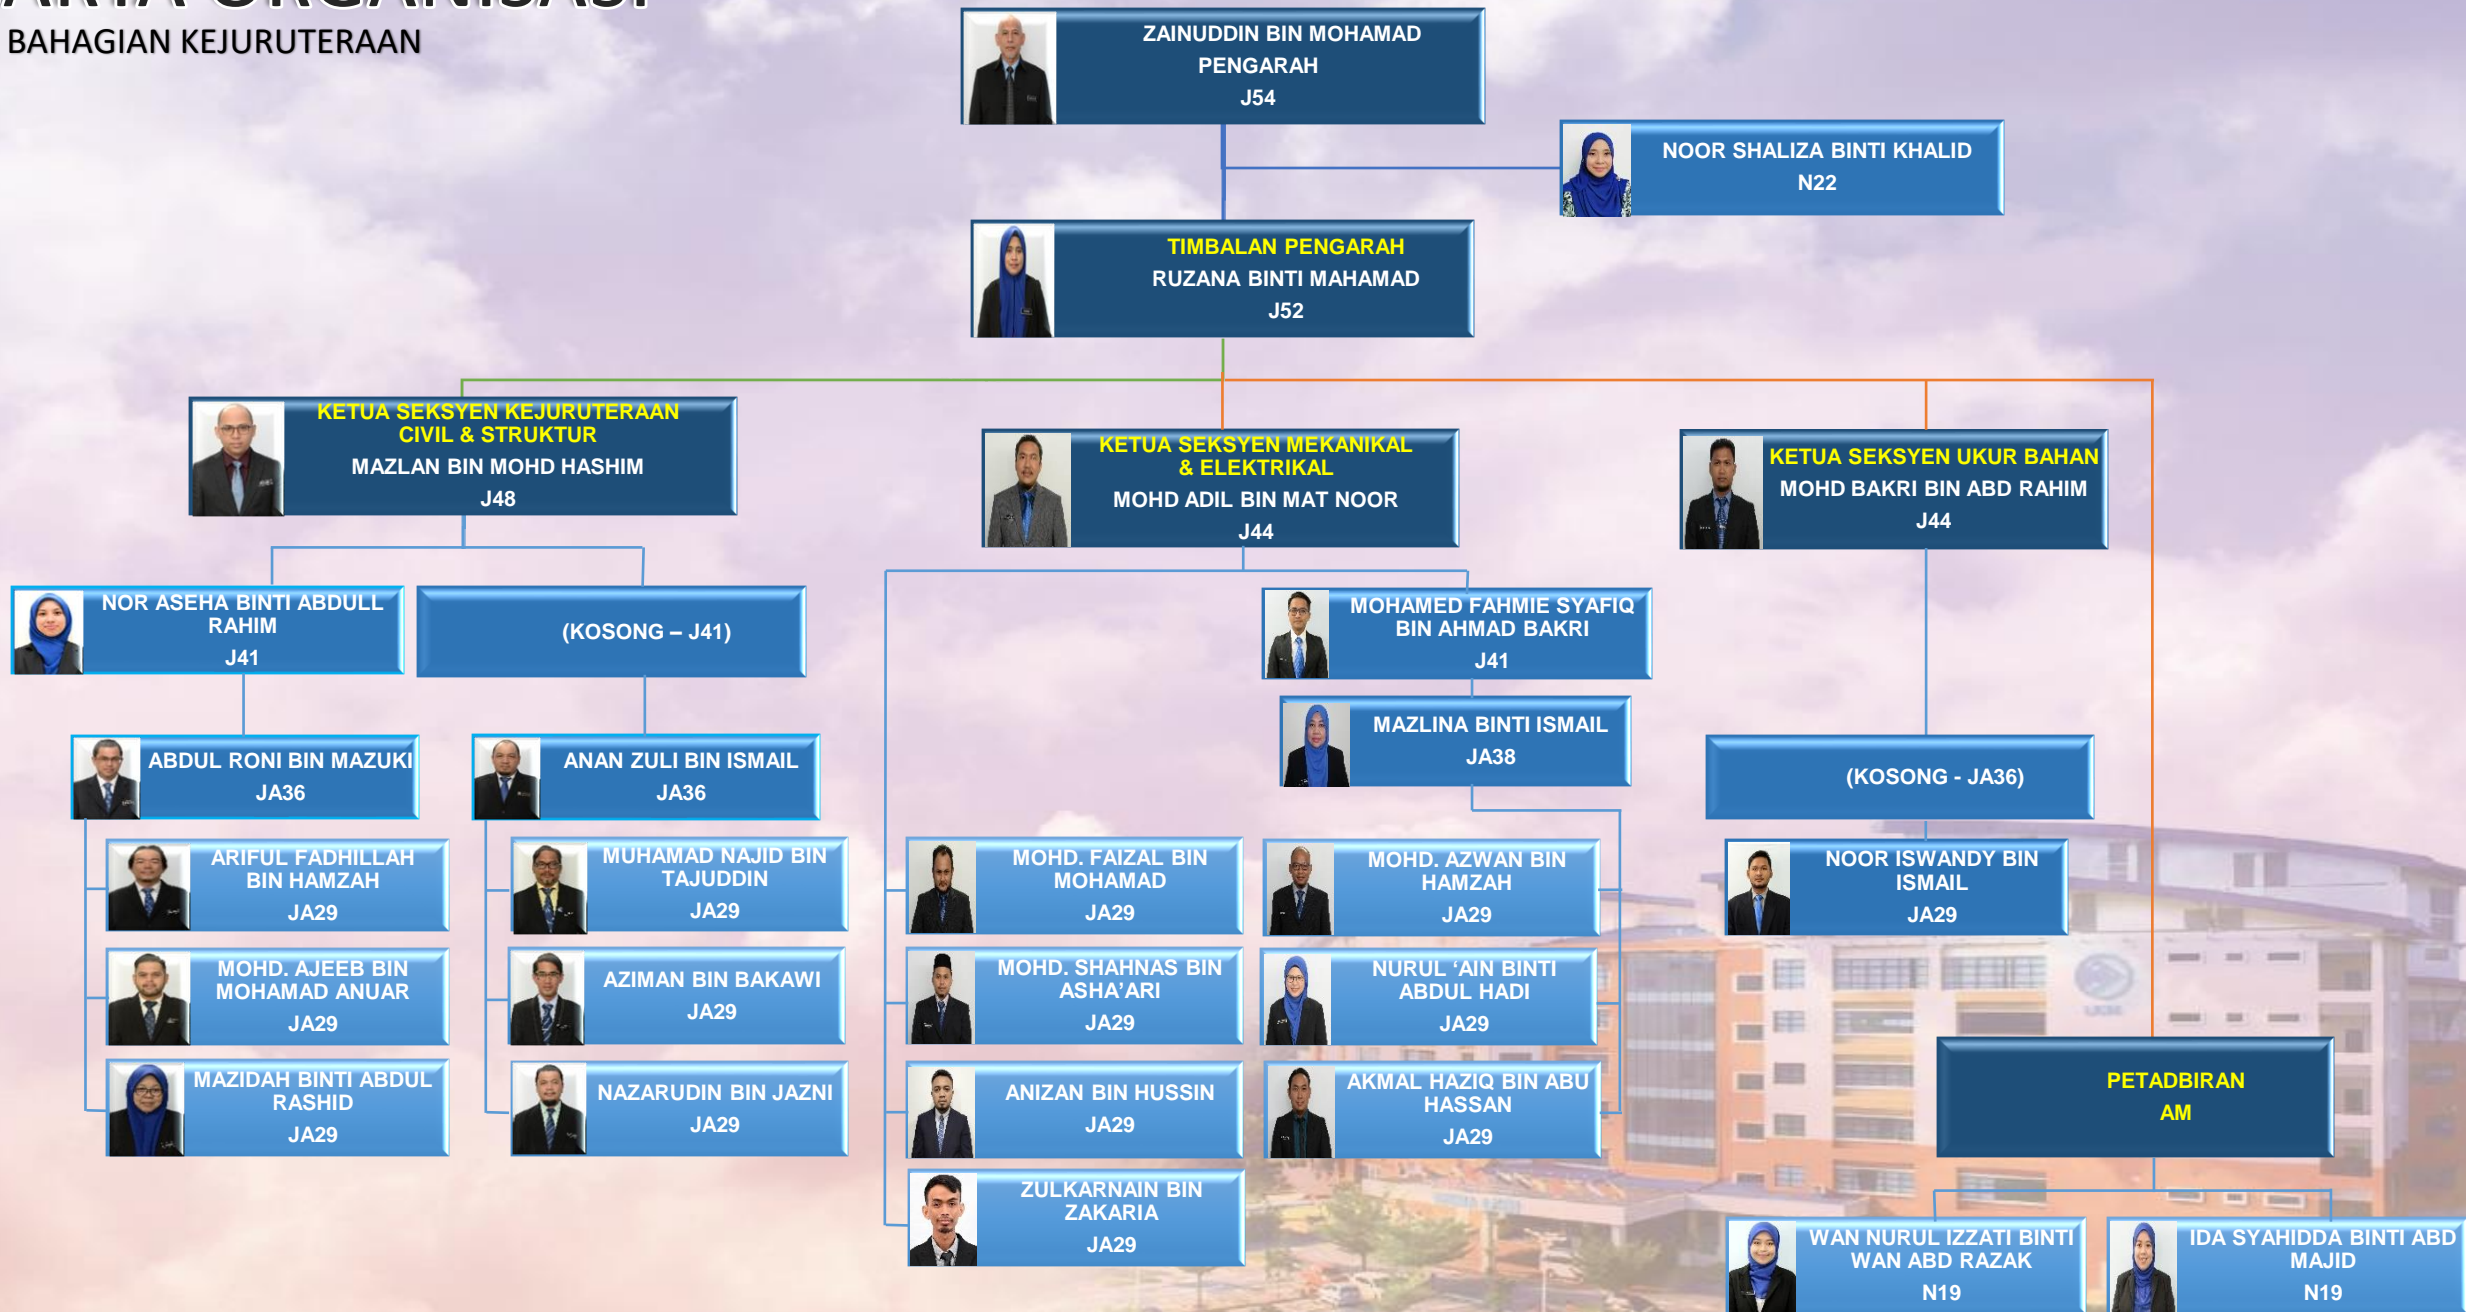 ORGANISASI
BAHAGIAN KEJURUTERAAN
ZAINUDDIN BIN MOHAMAD
PENGARAH
J54
NOOR SHALIZA BINTI KHALID
N22
TIMBALAN PENGARAH
RUZANA BINTI MAHAMAD
J52
KETUA SEKSYEN KEJURUTERAAN
CIVIL & STRUKTUR
MAZLAN BIN MOHD HASHIM
J48
KETUA SEKSYEN MEKANIKAL
& ELEKTRIKAL
MOHD ADIL BIN MAT NOOR
J44
KETUA SEKSYEN UKUR BAHAN
MOHD BAKRI BIN ABD RAHIM
J44
NOR ASEHA BINTI ABDULL
RAHIM
J41
(KOSONG – J41)
MOHAMED FAHMIE SYAFIQ
BIN AHMAD BAKRI
J41
MAZLINA BINTI ISMAIL
JA38
ABDUL RONI BIN MAZUKI
JA36
ANAN ZULI BIN ISMAIL
JA36
(KOSONG - JA36)
ARIFUL FADHILLAH
BIN HAMZAH
JA29
MUHAMAD NAJID BIN
TAJUDDIN
JA29
MOHD. FAIZAL BIN
MOHAMAD
JA29
MOHD. AZWAN BIN
HAMZAH
JA29
NOOR ISWANDY BIN
ISMAIL
JA29
MOHD. AJEEB BIN
MOHAMAD ANUAR
JA29
AZIMAN BIN BAKAWI
JA29
MOHD. SHAHNAS BIN
ASHA’ARI
JA29
NURUL ‘AIN BINTI
ABDUL HADI
JA29
MAZIDAH BINTI ABDUL
RASHID
JA29
NAZARUDIN BIN JAZNI
JA29
ANIZAN BIN HUSSIN
JA29
AKMAL HAZIQ BIN ABU
HASSAN
JA29
PETADBIRAN
AM
ZULKARNAIN BIN
ZAKARIA
JA29
WAN NURUL IZZATI BINTI
WAN ABD RAZAK
N19
IDA SYAHIDDA BINTI ABD
MAJID
N19